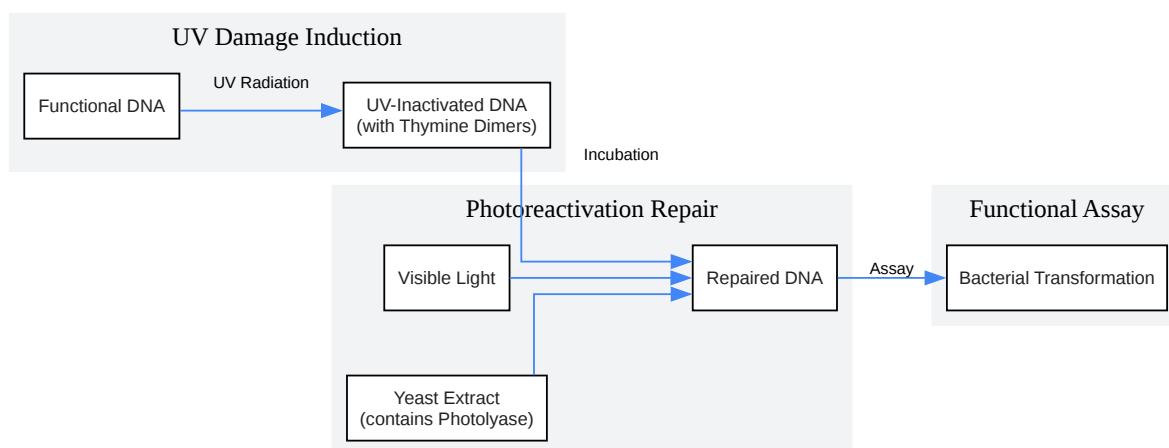 UV Damage Induction
UV Radiation
Functional DNA
UV-Inactivated DNA
(with Thymine Dimers)
Incubation
Photoreactivation Repair
Functional Assay
Visible Light
Repaired DNA
Assay
Bacterial Transformation
Yeast Extract
(contains Photolyase)